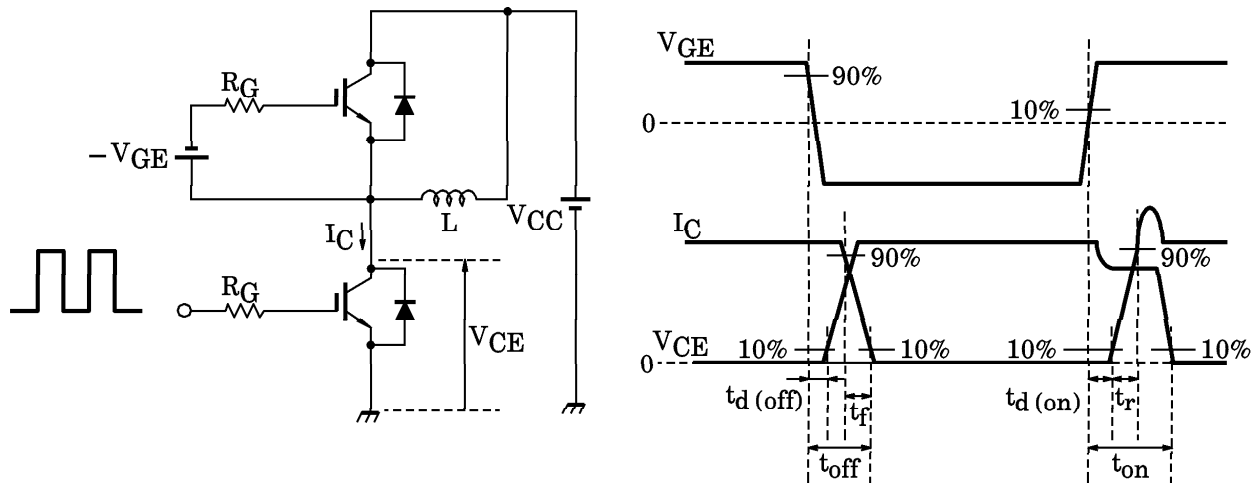 R_G
−V_GE
I_C
L
V_CC
R_G
V_CE
V_GE
90%
10%
0
I_C
90%
90%
V_CE
10%
10%
10%
10%
0
t_d (off)
t_f
t_d (on)
t_r
t_off
t_on